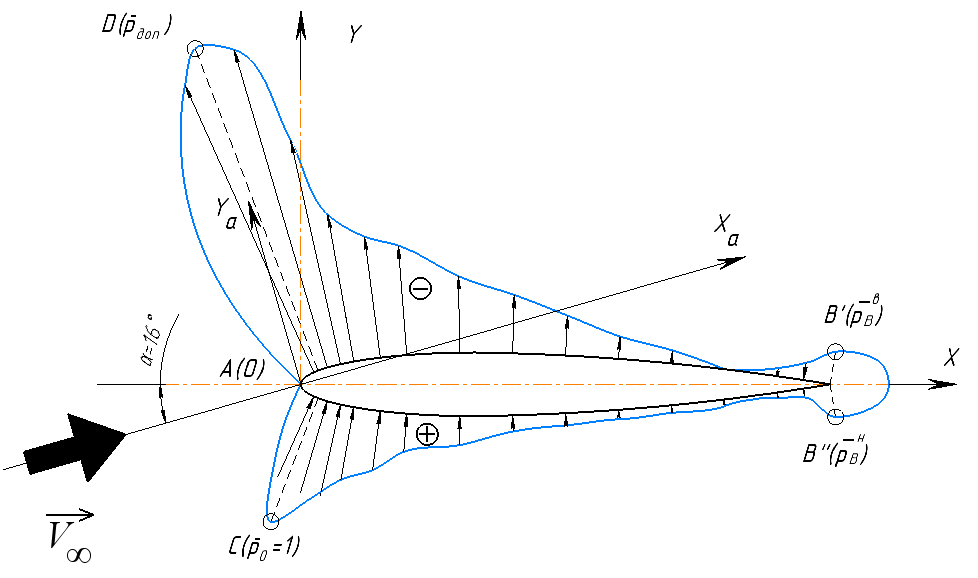 D(p̄доп)
Y
Yа
Xа
α=16°
A(0)
⊖
B'(p̄Вв)
X
⊕
B''(p̄Вн)
V∞
C(p̄0=1)